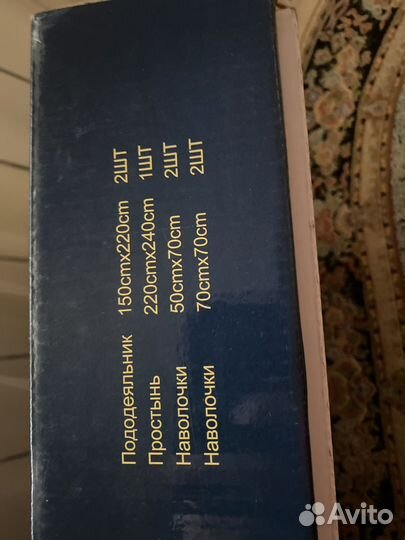 Пододеяльник 150cmx220cm 2ШТ
Простынь 220cmx240cm 1ШТ
Наволочки 50cmx70cm 2ШТ
Наволочки 70cmx70cm 2ШТ
Avito